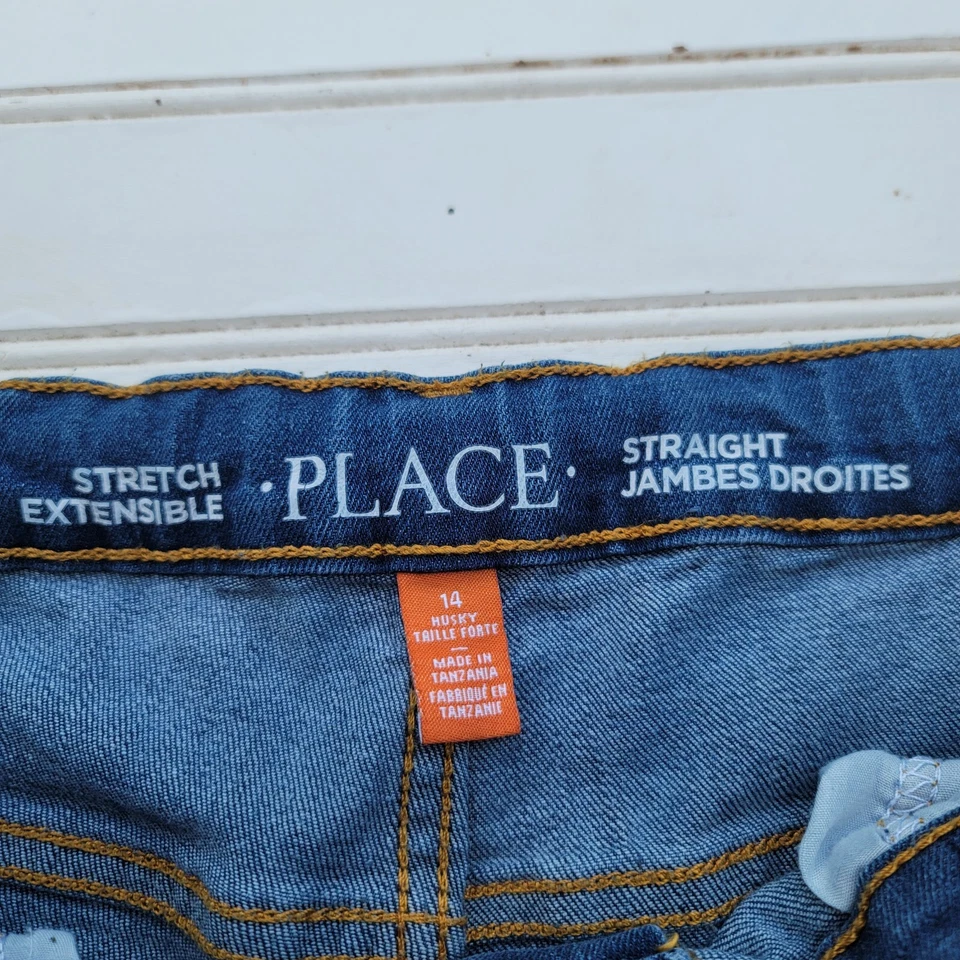 STRETCH
EXTENSIBLE
·PLACE·
STRAIGHT
JAMBES DROITES
14
HUSKY
TAILLE FORTE
—
MADE IN
TANZANIA
FABRIQUÉ EN
TANZANIE